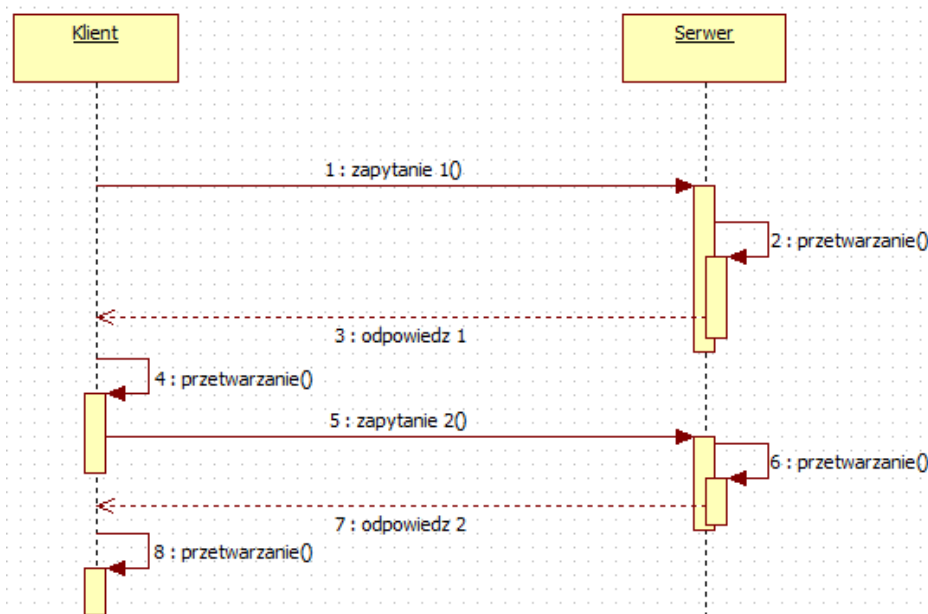 Klient
Serwer
1 : zapytanie 1()
2 : przetwarzanie()
3 : odpowiedz 1
4 : przetwarzanie()
5 : zapytanie 2()
6 : przetwarzanie()
7 : odpowiedz 2
8 : przetwarzanie()